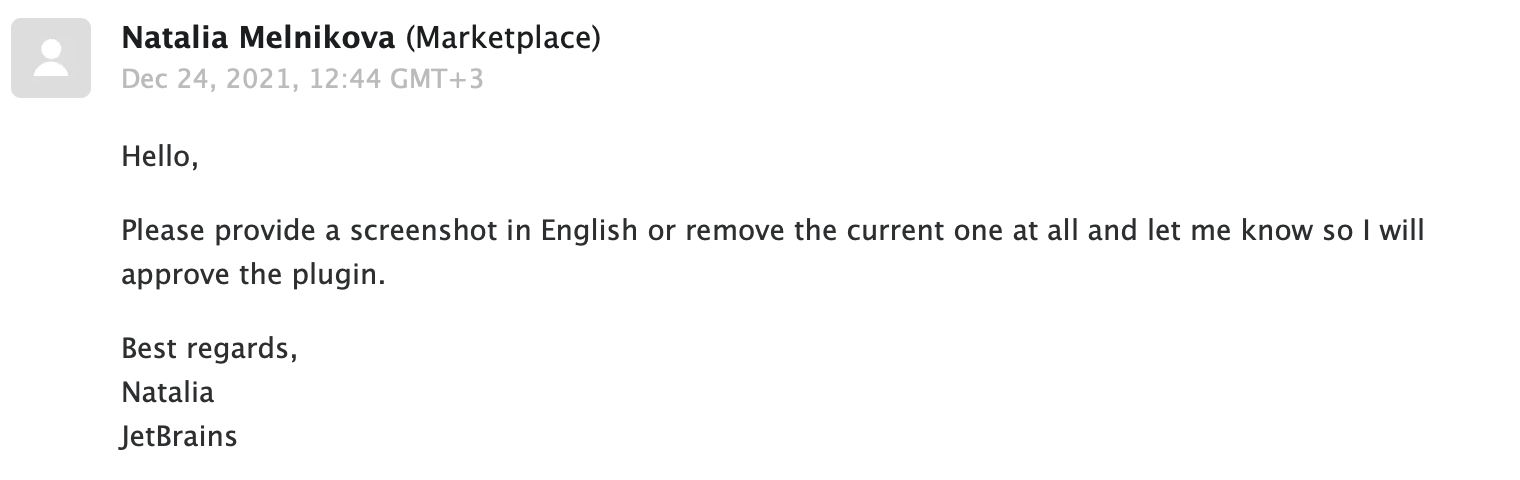 Natalia Melnikova (Marketplace)
Dec 24, 2021, 12:44 GMT+3
Hello,
Please provide a screenshot in English or remove the current one at all and let me know so I will
approve the plugin.
Best regards,
Natalia
JetBrains